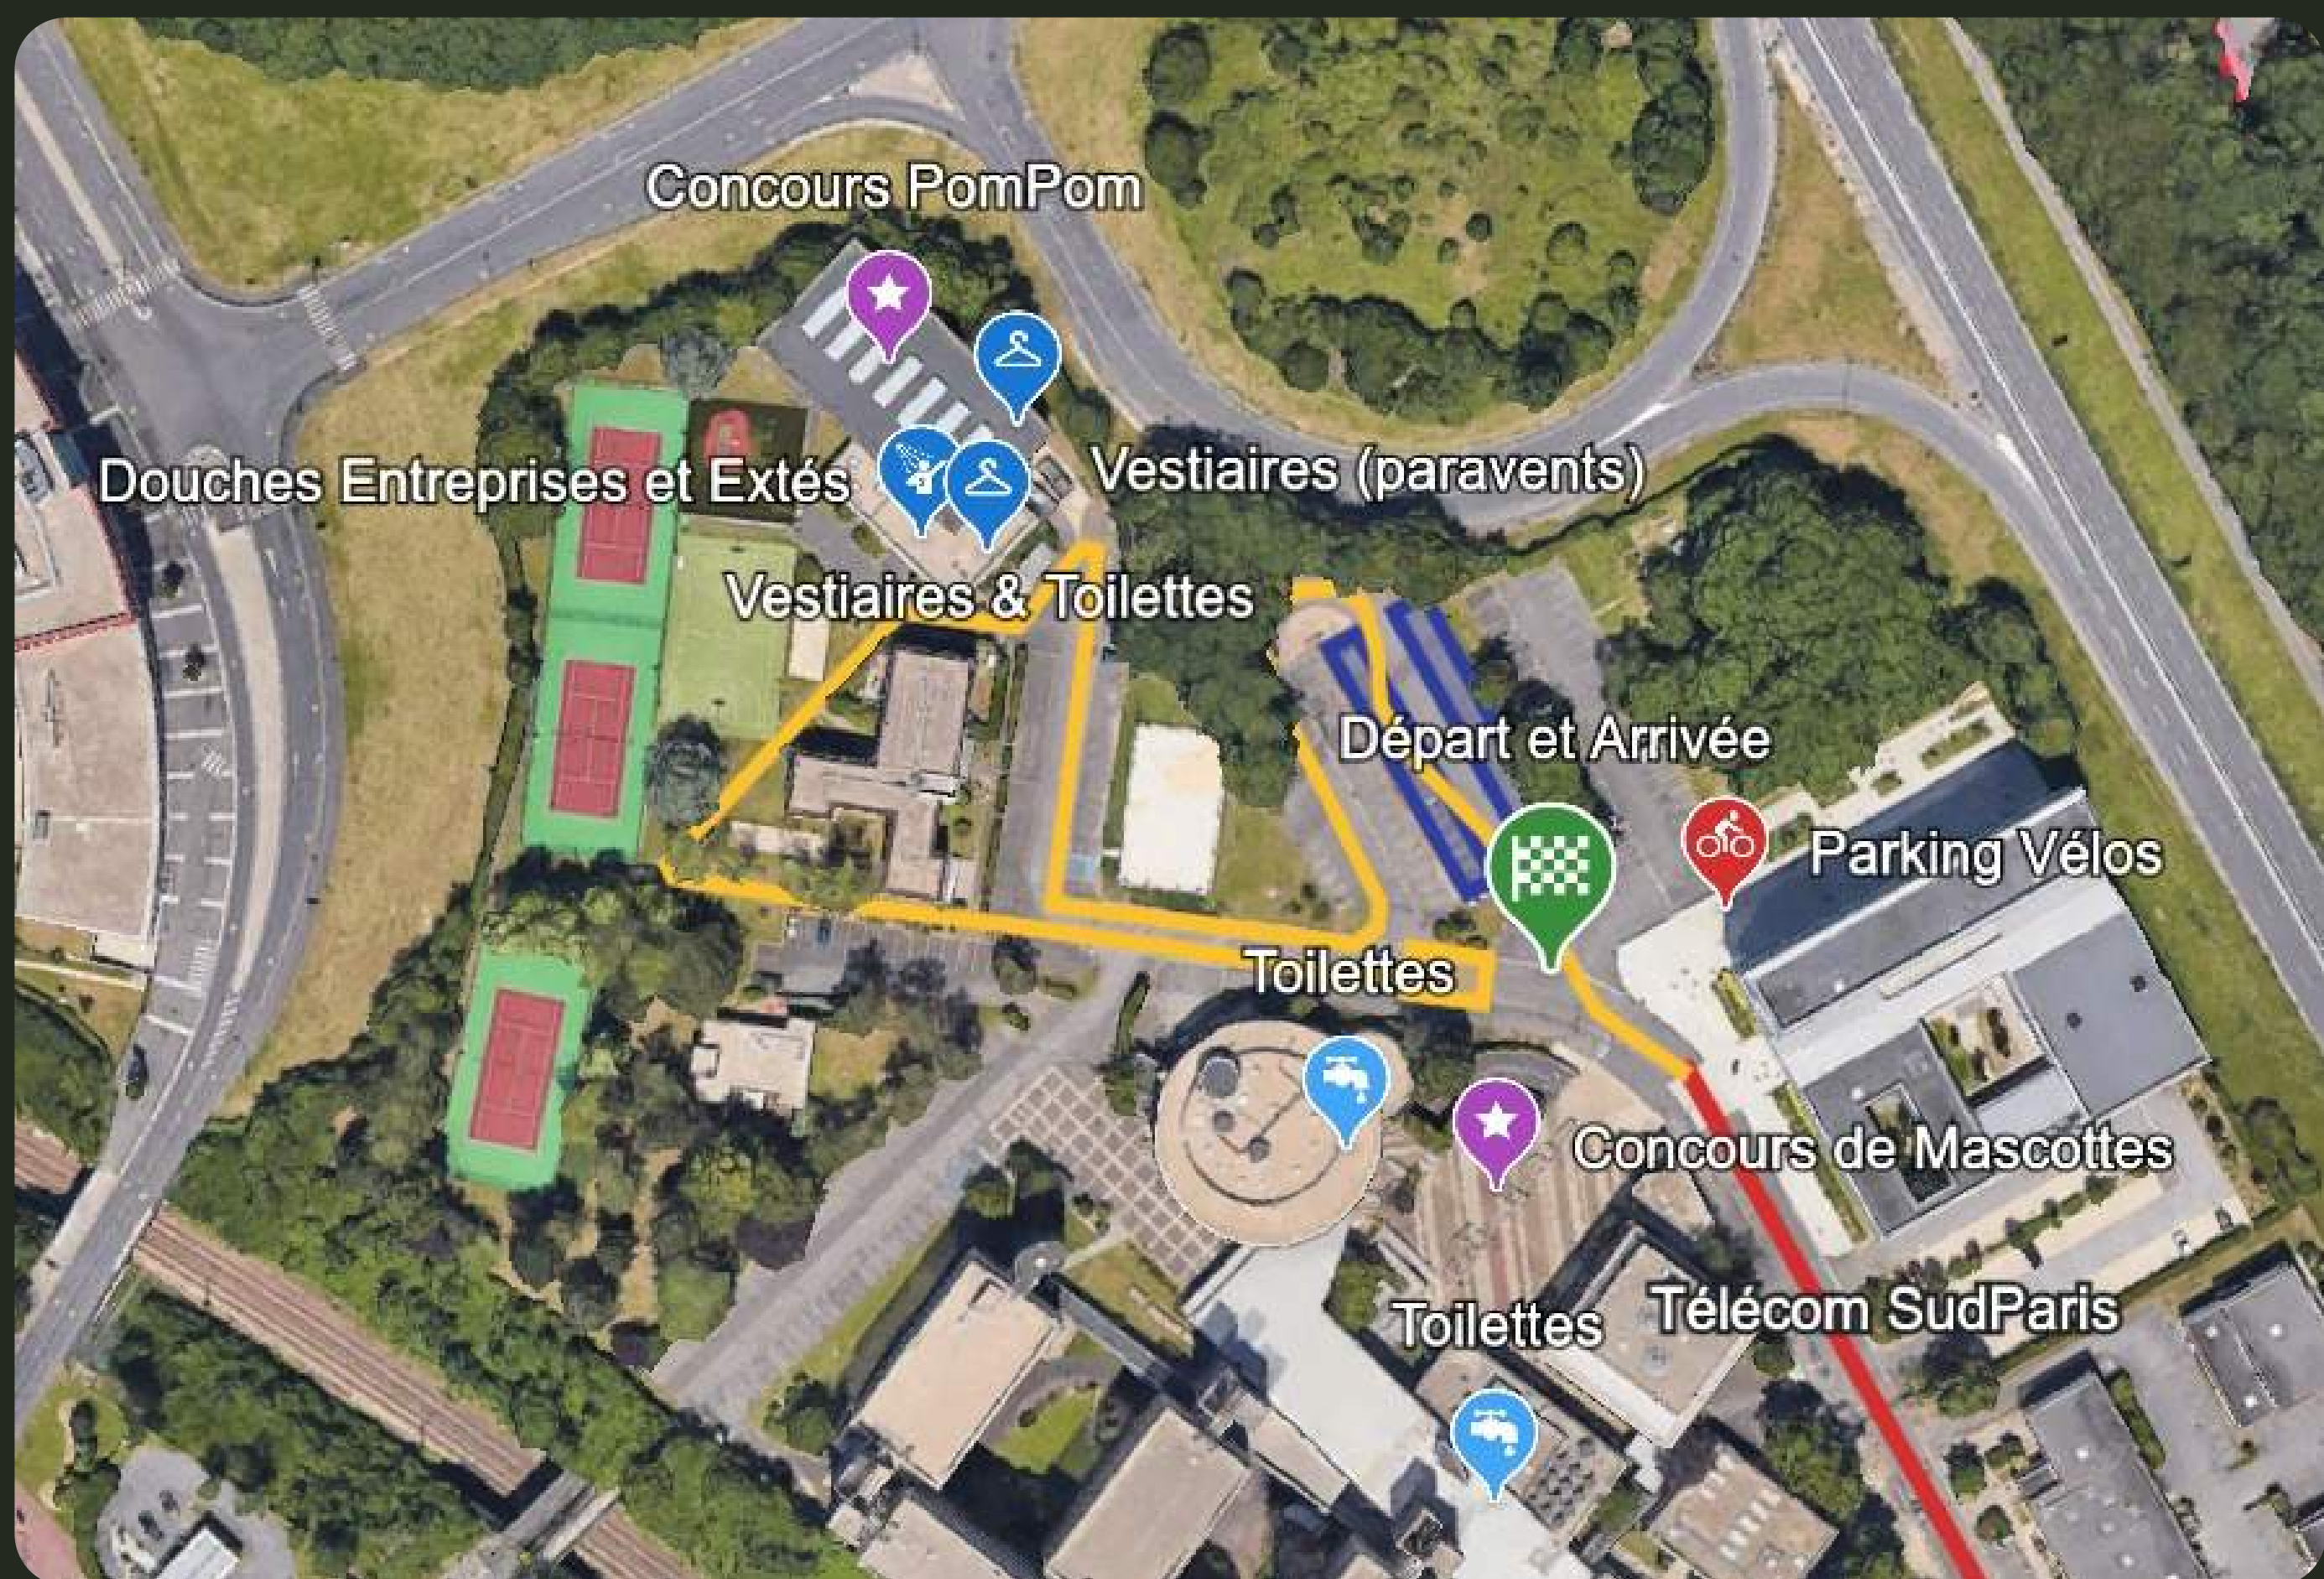 Concours PomPom
Douches Entreprises et Extés
Vestiaires (paravents)
Vestiaires & Toilettes
Départ et Arrivée
Parking Vélos
Toilettes
Concours de Mascottes
Toilettes
Télécom SudParis